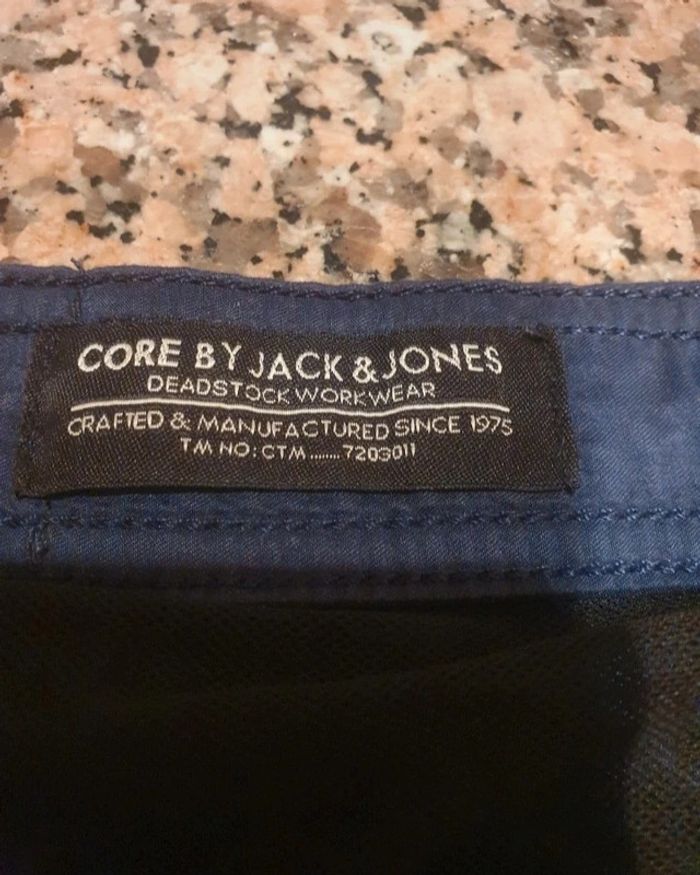 CORE BY JACK & JONES
DEADSTOCK WORKWEAR
CRAFTED & MANUFACTURED SINCE 1975
TM NO: CTM........7203011